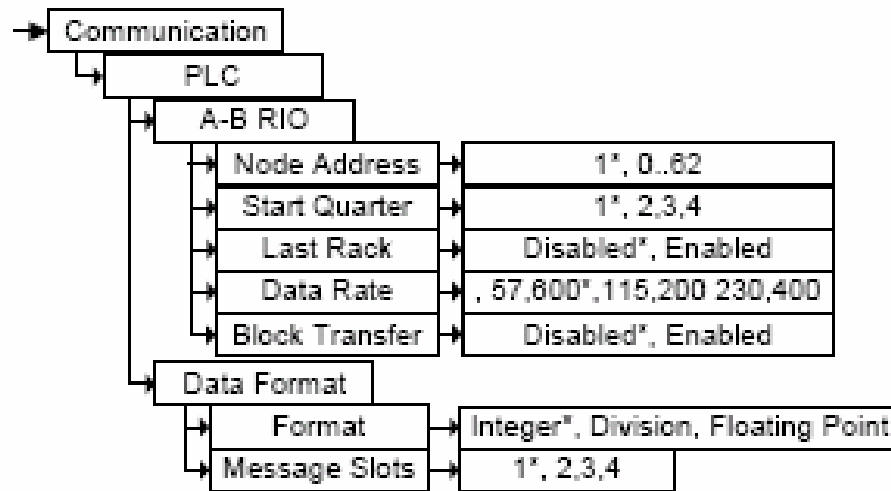 Communication
PLC
A-B RIO
Node Address 1*, 0..62
Start Quarter 1*, 2,3,4
Last Rack Disabled*, Enabled
Data Rate , 57,600*,115,200 230,400
Block Transfer Disabled*, Enabled
Data Format
Format Integer*, Division, Floating Point
Message Slots 1*, 2,3,4